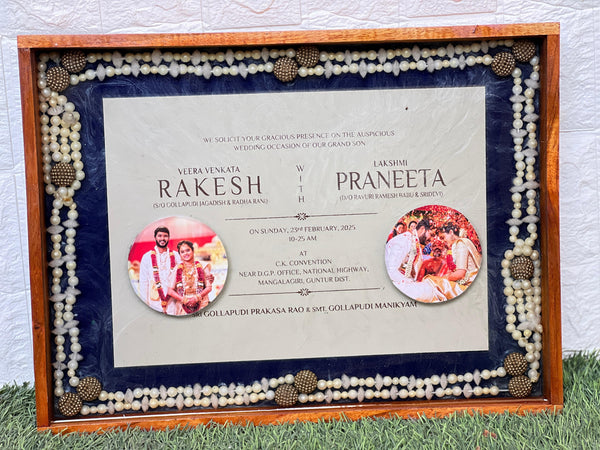 WE SOLICIT YOUR GRACIOUS PRESENCE ON THE AUSPICIOUS
WEDDING OCCASION OF OUR GRAND SON
VEERA VENKATA
RAKESH
(S/O GOLLAPUDI JAGADISH & RADHA RANI)
WITH
LAKSHMI
PRANEETA
(D/O RAVURI RAMESH BABU & SRIDEVI)
ON SUNDAY, 23RD FEBRUARY, 2025
10-25 AM
AT
C.K. CONVENTION
NEAR D.G.P. OFFICE, NATIONAL HIGHWAY,
MANGALAGIRI, GUNTUR DIST.
SRI GOLLAPUDI PRAKASA RAO & SMT. GOLLAPUDI MANIKYAM